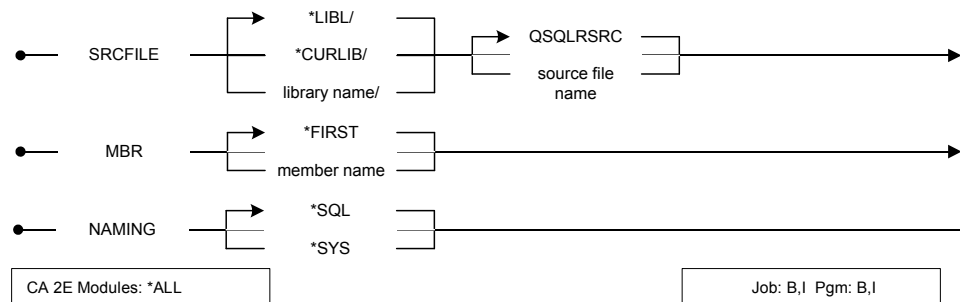 *LIBL/
SRCFILE
*CURLIB/
library name/
QSQLRSRC
source file
name
MBR
*FIRST
member name
NAMING
*SQL
*SYS
CA 2E Modules: *ALL
Job: B,I Pgm: B,I